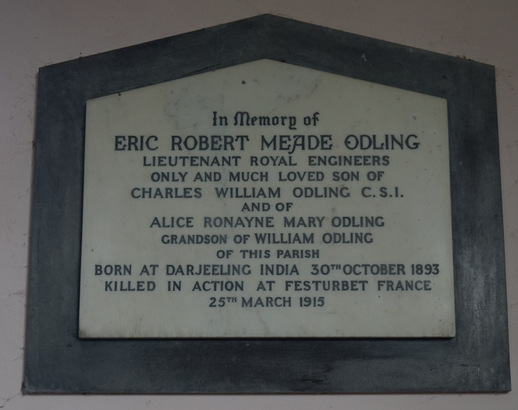 In Memory of
ERIC ROBERT MEADE ODLING
LIEUTENANT ROYAL ENGINEERS
ONLY AND MUCH LOVED SON OF
CHARLES WILLIAM ODLING C.S.I.
AND OF
ALICE RONAYNE MARY ODLING
GRANDSON OF WILLIAM ODLING
OF THIS PARISH
BORN AT DARJEELING INDIA 30TH OCTOBER 1893
KILLED IN ACTION AT FESTURBET FRANCE
25TH MARCH 1915